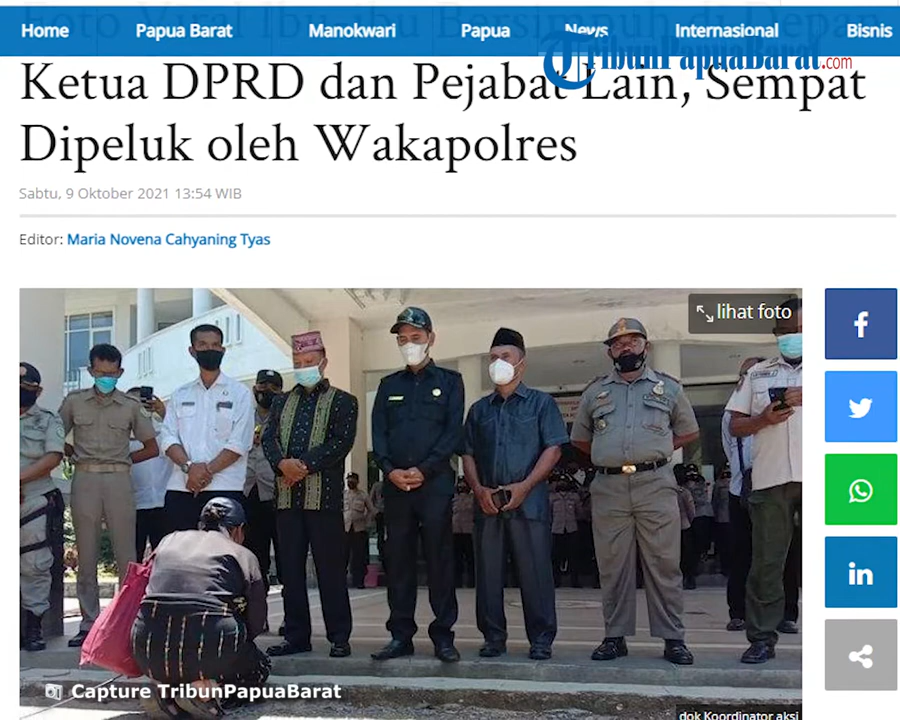 Home Papua Barat Manokwari Papua News Internasional Bisnis
TribunPapuaBarat.com
Ketua DPRD dan Pejabat Lain, Sempat
Dipeluk oleh Wakapolres
Sabtu, 9 Oktober 2021 13:54 WIB
Editor: Maria Novena Cahyaning Tyas
lihat foto
f
in
Capture TribunPapuaBarat
dok Koordinator aksi